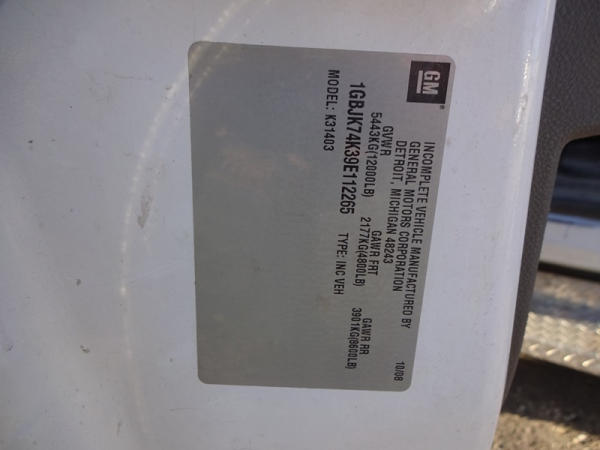 GM
INCOMPLETE VEHICLE MANUFACTURED BY
GENERAL MOTORS CORPORATION
DETROIT, MICHIGAN 48243
10/08
GVWR GAWR FRT GAWR RR
5443KG(12000LB) 2177KG(4800LB) 3901KG(8600LB)
1GBJK74K39E112265 TYPE: INC VEH
MODEL: K31403